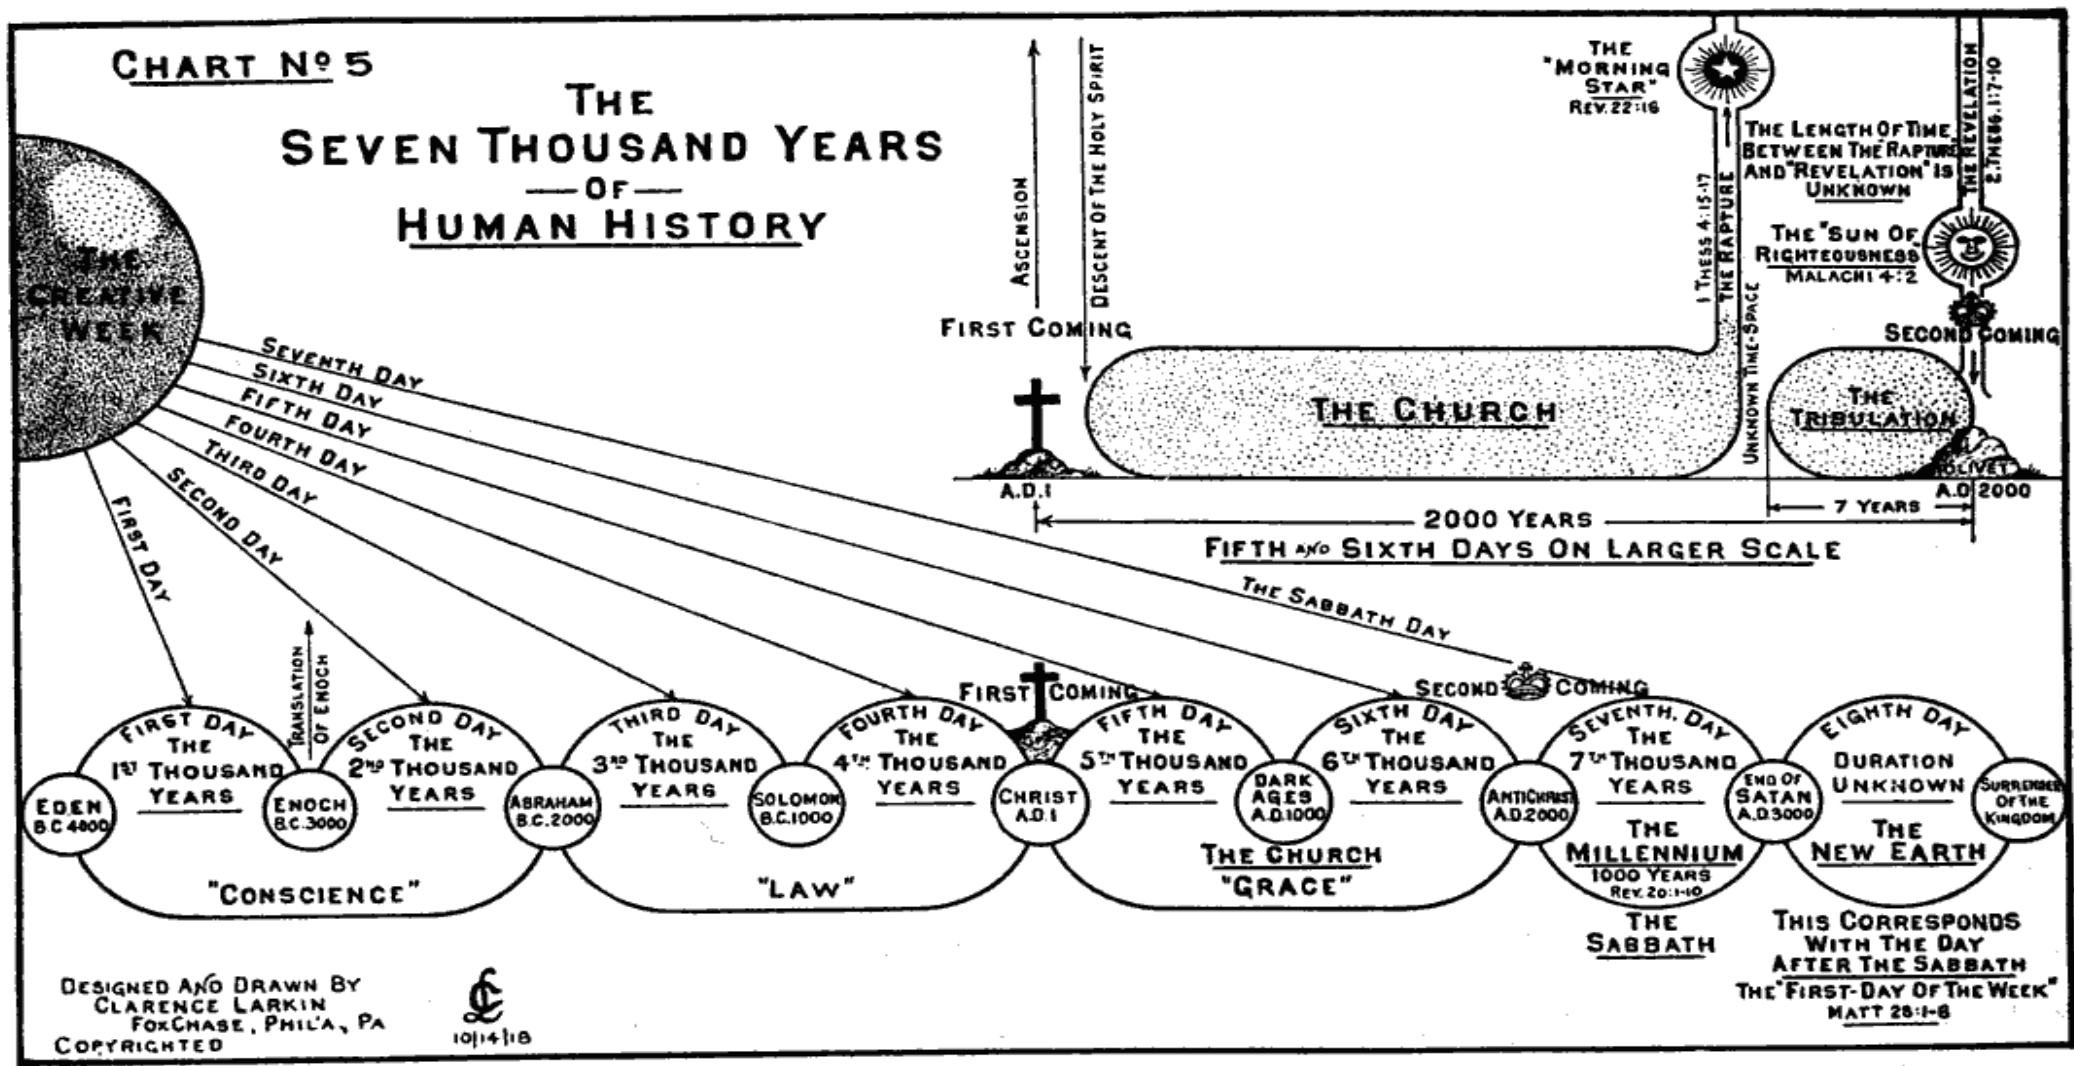 CHART No 5
THE
SEVEN THOUSAND YEARS
— OF —
HUMAN HISTORY
THE
CREATIVE
WEEK
ASCENSION
DESCENT OF THE HOLY SPIRIT
FIRST COMING
A.D.1
THE CHURCH
THE
"MORNING
STAR"
REV. 22:16
1 THESS 4:15-17
THE RAPTURE
UNKNOWN TIME-SPACE
THE LENGTH OF TIME
BETWEEN THE "RAPTURE"
AND "REVELATION" IS
UNKNOWN
THE REVELATION
2. THESS. 1:7-10
THE "SUN OF
RIGHTEOUSNESS"
MALACHI 4:2
SECOND COMING
THE
TRIBULATION
OLIVET
A.D 2000
7 YEARS
2000 YEARS
FIFTH AND SIXTH DAYS ON LARGER SCALE
SEVENTH DAY
SIXTH DAY
FIFTH DAY
FOURTH DAY
THIRD DAY
SECOND DAY
FIRST DAY
THE SABBATH DAY
TRANSLATION
OF ENOCH
FIRST COMING
SECOND COMING
EDEN
B.C. 4000
FIRST DAY
THE
1ST THOUSAND
YEARS
ENOCH
B.C. 3000
SECOND DAY
THE
2ND THOUSAND
YEARS
ABRAHAM
B.C. 2000
THIRD DAY
THE
3RD THOUSAND
YEARS
SOLOMON
B.C. 1000
FOURTH DAY
THE
4TH THOUSAND
YEARS
CHRIST
A.D.1
FIFTH DAY
THE
5TH THOUSAND
YEARS
DARK
AGES
A.D.1000
SIXTH DAY
THE
6TH THOUSAND
YEARS
ANTICHRIST
A.D.2000
SEVENTH. DAY
THE
7TH THOUSAND
YEARS
END OF
SATAN
A.D.3000
EIGHTH DAY
DURATION
UNKNOWN
SURRENDER
OF THE
KINGDOM
"CONSCIENCE"
"LAW"
THE CHURCH
"GRACE"
THE
MILLENNIUM
1000 YEARS
REV. 20:1-10
THE
SABBATH
THE
NEW EARTH
THIS CORRESPONDS
WITH THE DAY
AFTER THE SABBATH
THE "FIRST-DAY OF THE WEEK"
MATT 28:1-8
DESIGNED AND DRAWN BY
CLARENCE LARKIN
FOXCHASE, PHIL'A., PA
COPYRIGHTED
CL
10/14/18